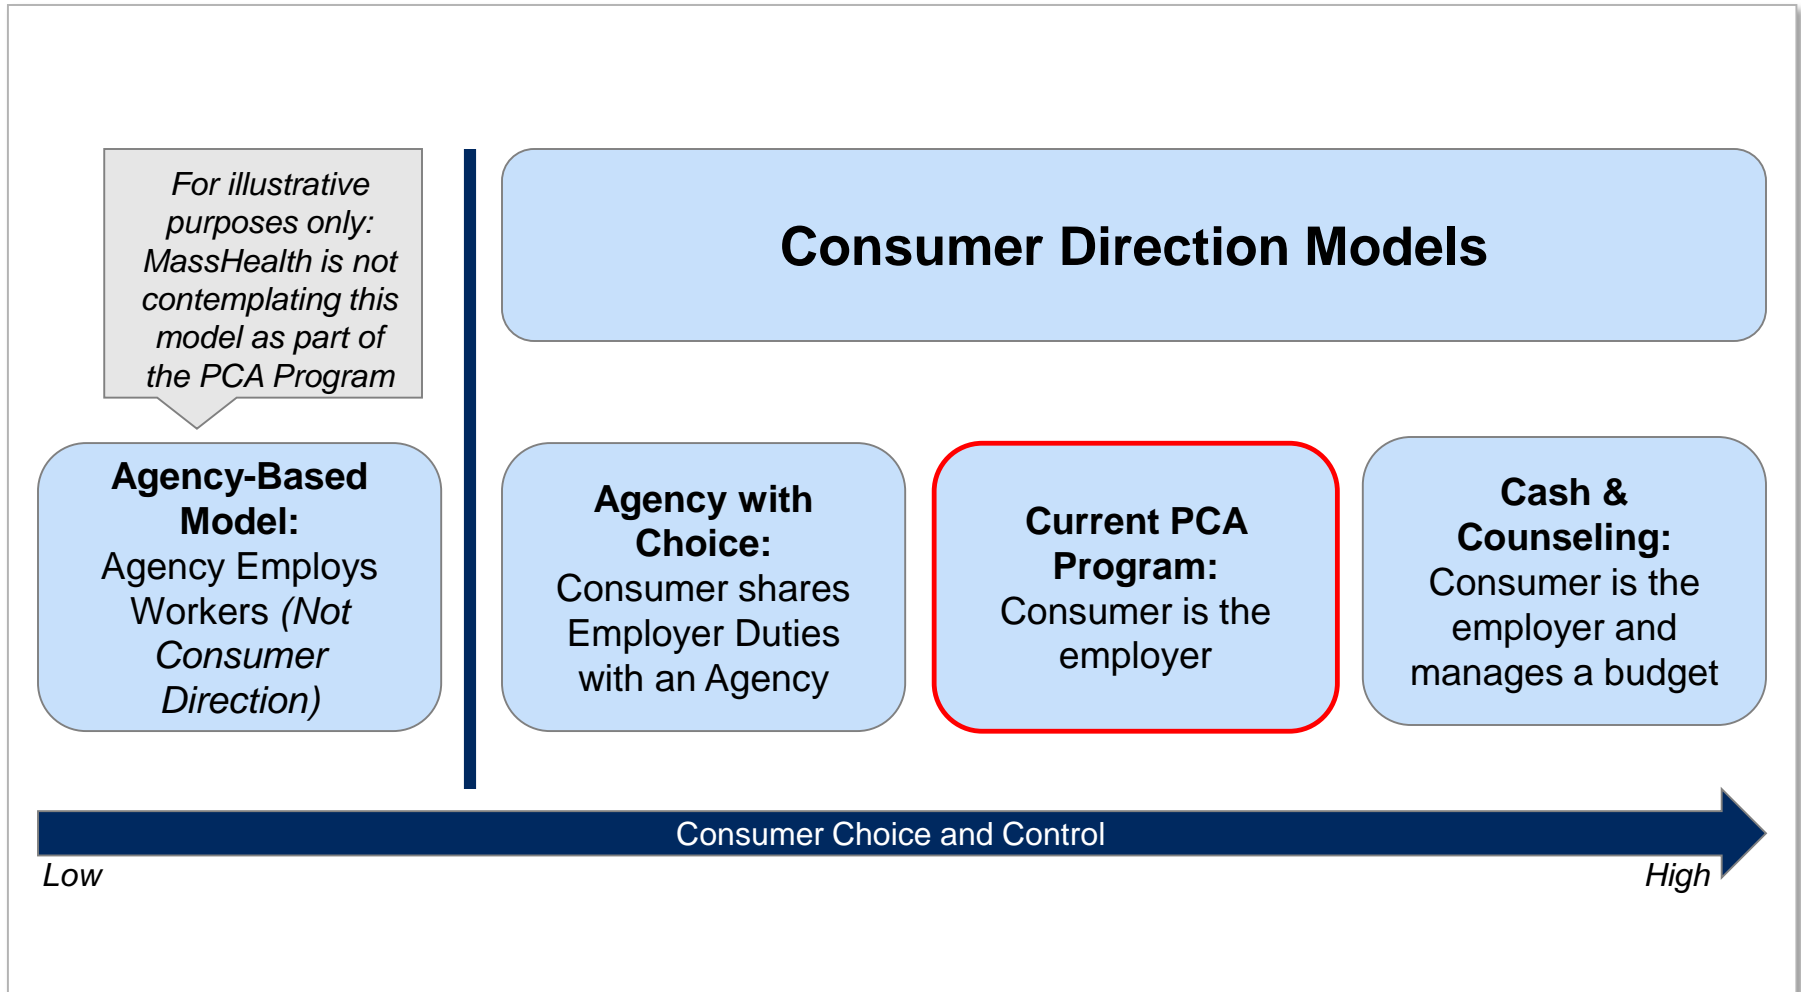 For illustrative
purposes only:
MassHealth is not
contemplating this
model as part of
the PCA Program
Consumer Direction Models
Agency-Based
Model:
Agency Employs
Workers (Not
Consumer
Direction)
Agency with
Choice:
Consumer shares
Employer Duties
with an Agency
Current PCA
Program:
Consumer is the
employer
Cash &
Counseling:
Consumer is the
employer and
manages a budget
Consumer Choice and Control
Low
High